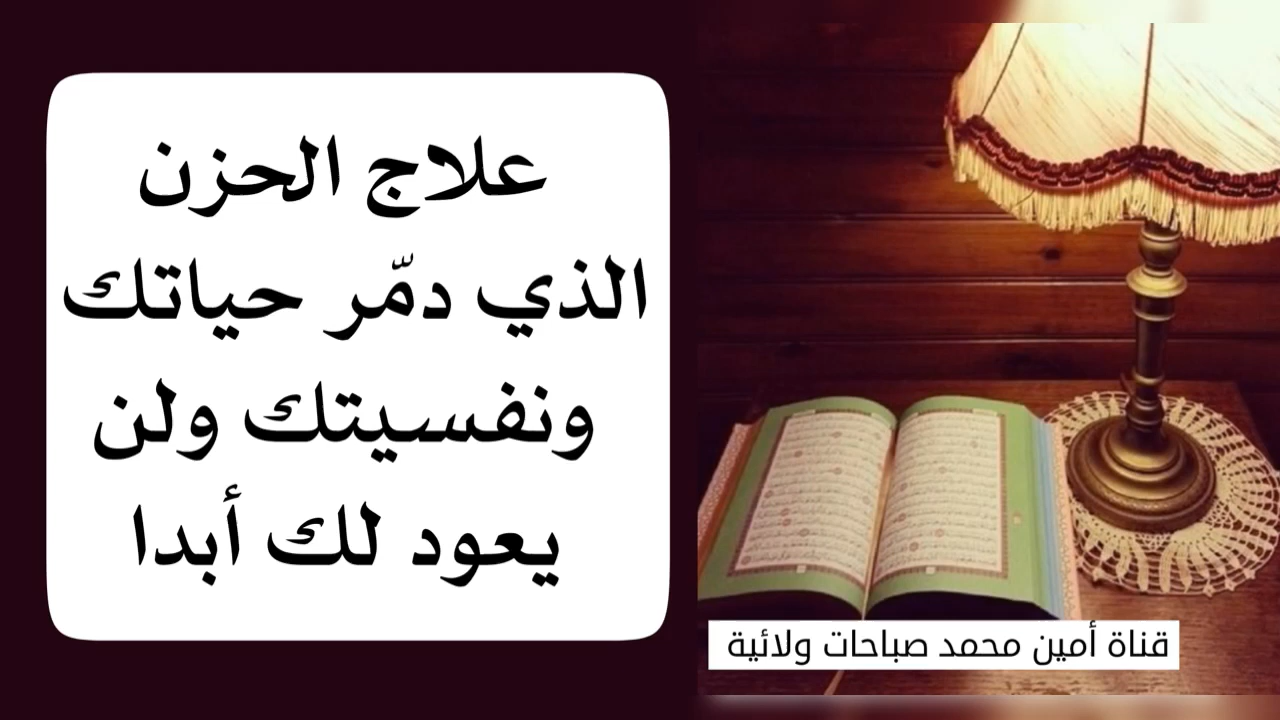 علاج الحزن
الذي دمّر حياتك
ونفسيتك ولن
يعود لك أبدا
قناة أمين محمد صباحات ولائية